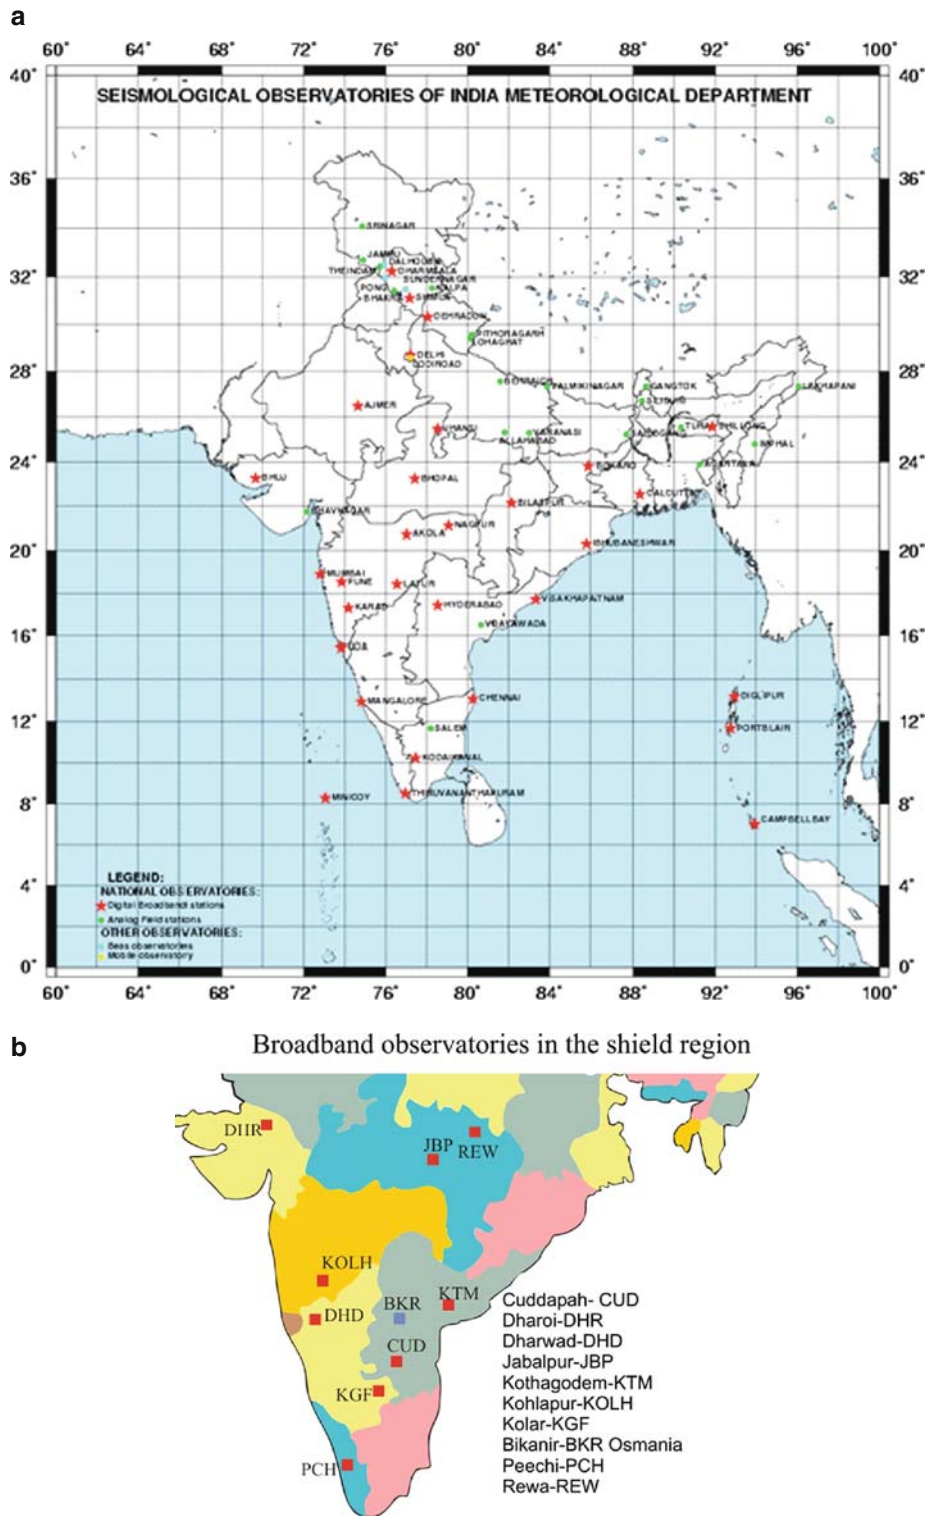 a
60° 64° 68° 72° 76° 80° 84° 88° 92° 96° 100°
40° 40°
SEISMOLOGICAL OBSERVATORIES OF INDIA METEOROLOGICAL DEPARTMENT
36° 36°
SRINAGAR
JAMMU
DALHOUSIE
THEINDAM DHARMSALA
32° 32°
SUNDERNAGAR
PONG KALPA
BHAKRA SHIMLA
DEHRADUN
PITHORAGARH
LOHAGHAT
DELHI
LODIROAD
28° 28°
VALMIKINAGAR GANGTOK LAKHAPANI
AJMER
JHANSI VARANASI TURA SHILLONG
ALLAHABAD
IMPHAL
24° 24°
BOKARO AGARTALA
BHUJ BHOPAL
CALCUTTA
BILASPUR
BHAVNAGAR
NAGPUR
AKOLA
BHUBANESHWAR
20° 20°
MUMBAI
PUNE LATUR
KARAD HYDERABAD VISAKHAPATNAM
VIJAYAWADA
16° 16°
GOA
DIGLIPUR
MANGALORE CHENNAI
12° 12°
SALEM PORTBLAIR
KODAIKANAL
8° 8°
MINICOY THIRUVANANTHAPURAM
CAMPBELLBAY
LEGEND:
NATIONAL OBSERVATORIES:
4° 4°
Digital Broadband stations
Analog Field stations
OTHER OBSERVATORIES:
Beas observatories
Mobile observatory
0° 0°
60° 64° 68° 72° 76° 80° 84° 88° 92° 96° 100°
b
Broadband observatories in the shield region
DHR
JBP REW
KOLH
DHD BKR KTM
CUD
KGF
PCH
Cuddapah- CUD
Dharoi-DHR
Dharwad-DHD
Jabalpur-JBP
Kothagodem-KTM
Kohlapur-KOLH
Kolar-KGF
Bikanir-BKR Osmania
Peechi-PCH
Rewa-REW